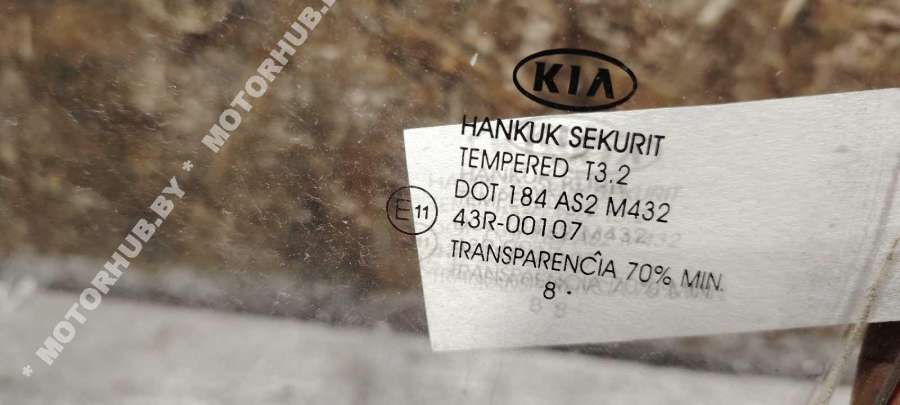 KIA
HANKUK SEKURIT
TEMPERED T3.2
DOT 184 AS2 M432
E11 43R-00107
TRANSPARENCÎA 70% MIN.
8 .
* MOTORHUB.BY * MOTORHUB.BY